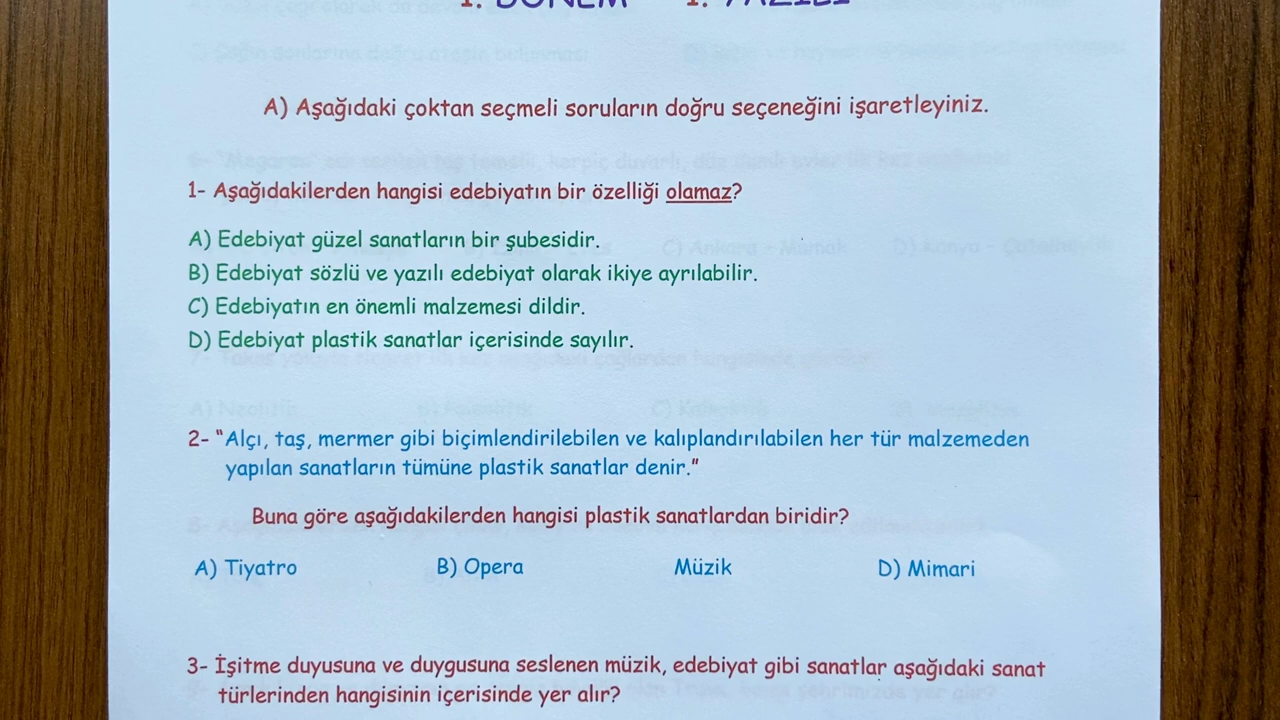 1. DÖNEM 1. YAZILI
A) Aşağıdaki çoktan seçmeli soruların doğru seçeneğini işaretleyiniz.
1- Aşağıdakilerden hangisi edebiyatın bir özelliği olamaz?
A) Edebiyat güzel sanatların bir şubesidir.
B) Edebiyat sözlü ve yazılı edebiyat olarak ikiye ayrılabilir.
C) Edebiyatın en önemli malzemesi dildir.
D) Edebiyat plastik sanatlar içerisinde sayılır.
2- "Alçı, taş, mermer gibi biçimlendirilebilen ve kalıplandırılabilen her tür malzemeden
yapılan sanatların tümüne plastik sanatlar denir."
Buna göre aşağıdakilerden hangisi plastik sanatlardan biridir?
A) Tiyatro B) Opera Müzik D) Mimari
3- İşitme duyusuna ve duygusuna seslenen müzik, edebiyat gibi sanatlar aşağıdaki sanat
türlerinden hangisinin içerisinde yer alır?